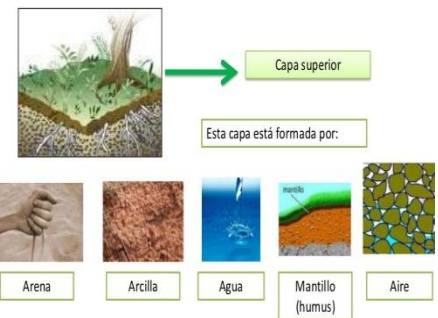 Capa superior
Esta capa está formada por:
mantillo
Arena
Arcilla
Agua
Mantillo
(humus)
Aire